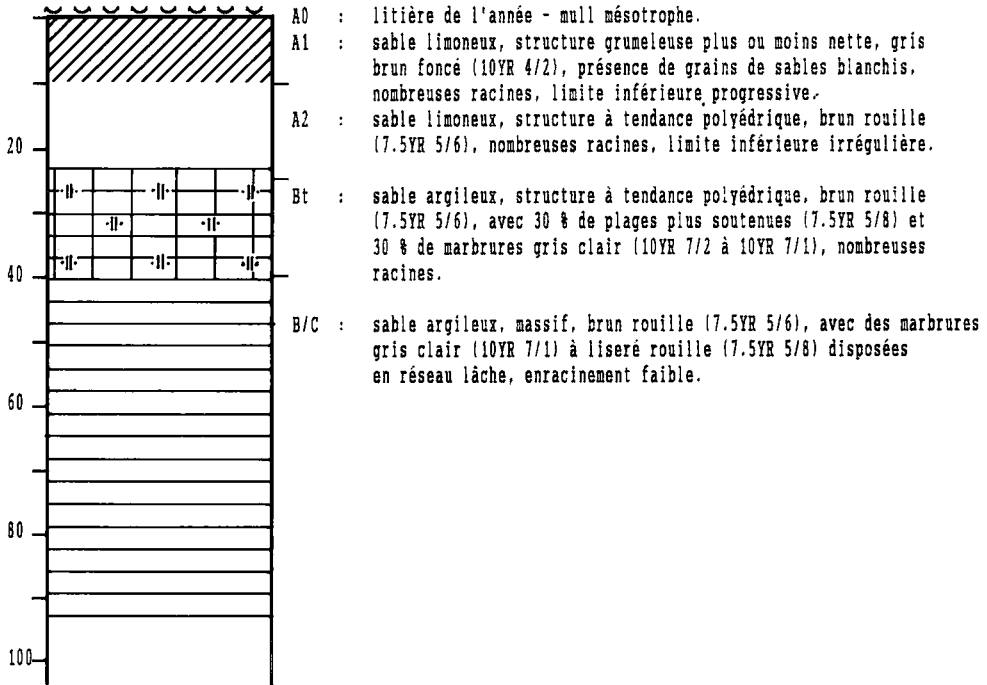 A0 : litière de l'année - mull mésotrophe.
A1 : sable limoneux, structure grumeleuse plus ou moins nette, gris
brun foncé (10YR 4/2), présence de grains de sables blanchis,
nombreuses racines, limite inférieure progressive.
A2 : sable limoneux, structure à tendance polyédrique, brun rouille
(7.5YR 5/6), nombreuses racines, limite inférieure irrégulière.
Bt : sable argileux, structure à tendance polyédrique, brun rouille
(7.5YR 5/6), avec 30 % de plages plus soutenues (7.5YR 5/8) et
30 % de marbrures gris clair (10YR 7/2 à 10YR 7/1), nombreuses
racines.
B/C : sable argileux, massif, brun rouille (7.5YR 5/6), avec des marbrures
gris clair (10YR 7/1) à liseré rouille (7.5YR 5/8) disposées
en réseau lâche, enracinement faible.
20
40
60
80
100